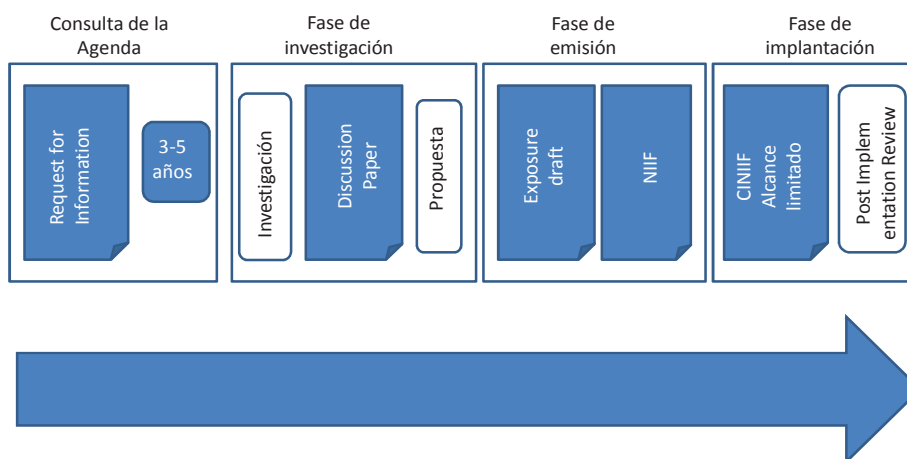 Consulta de la
Agenda
Fase de
investigación
Fase de
emisión
Fase de
implantación
Request for
Information
3-5
años
Investigación
Discussion
Paper
Propuesta
Exposure
draft
NIIF
CINIIF
Alcance
limitado
Post Implem
entation Review